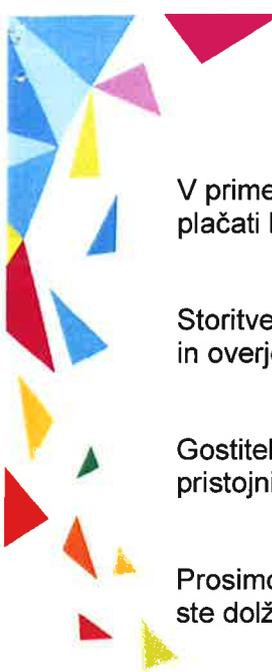 V prime
plačati
Storitve
in overj
Gostitel
pristojni
Prosimo
ste dolž